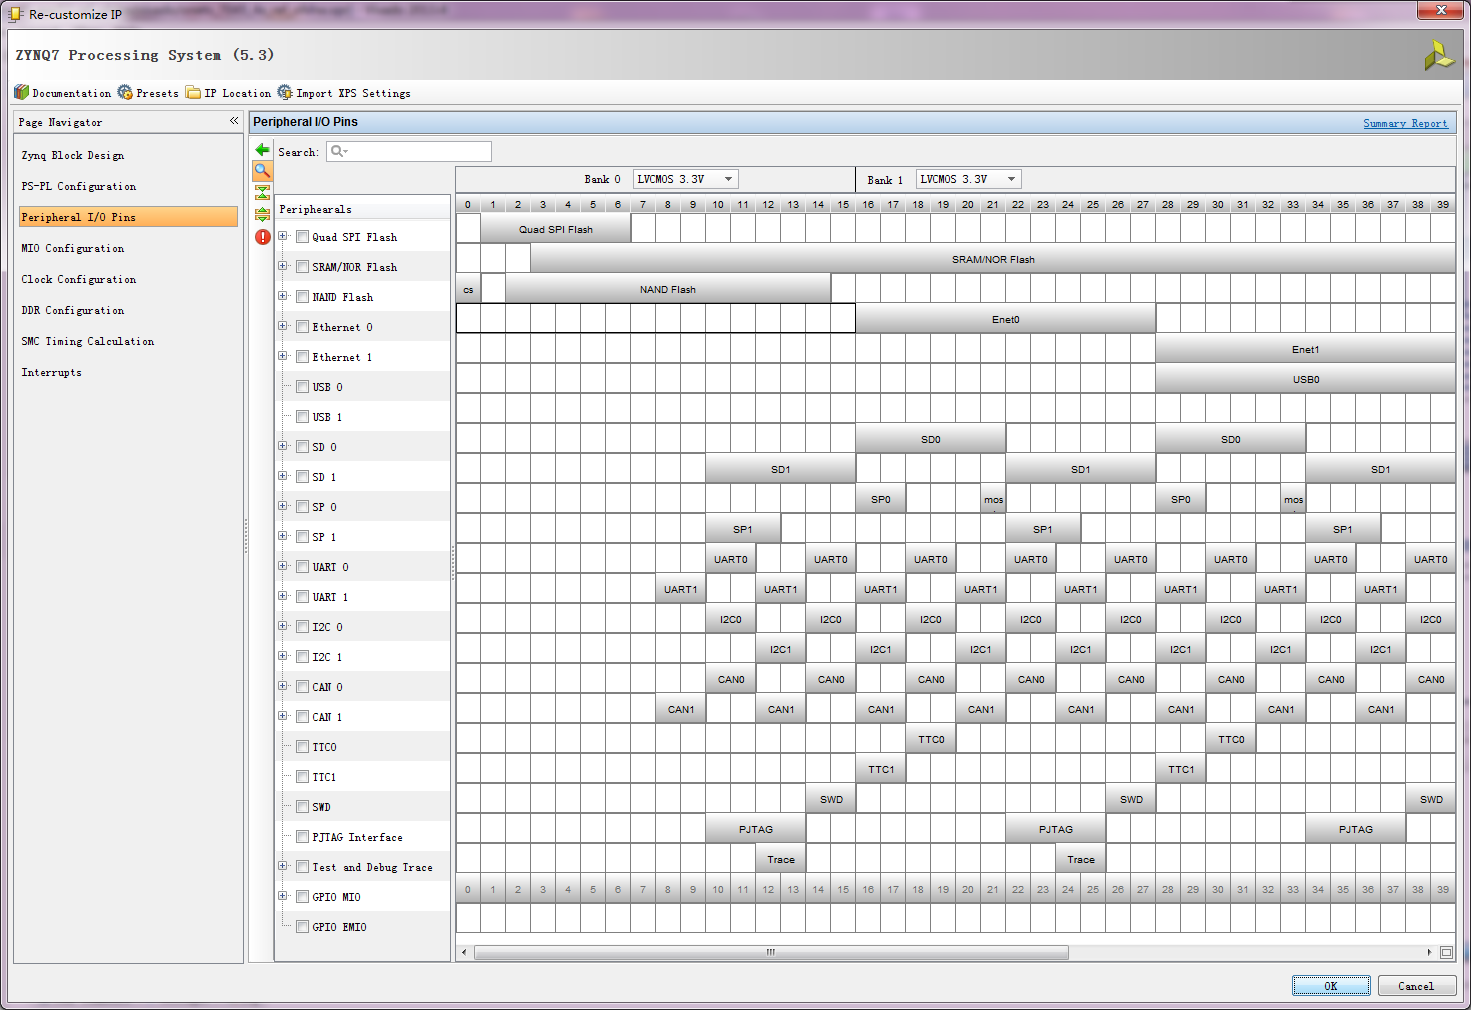 Re-customize IP
ZYNQ7 Processing System (5.3)
Documentation Presets IP Location Import XPS Settings
Page Navigator «
Zynq Block Design
PS-PL Configuration
Peripheral I/O Pins
MIO Configuration
Clock Configuration
DDR Configuration
SMC Timing Calculation
Interrupts
Peripheral I/O Pins
Summary Report
Search:
Bank 0 LVCMOS 3.3V Bank 1 LVCMOS 3.3V
Periphearals
0 1 2 3 4 5 6 7 8 9 10 11 12 13 14 15 16 17 18 19 20 21 22 23 24 25 26 27 28 29 30 31 32 33 34 35 36 37 38 39
Quad SPI Flash Quad SPI Flash
SRAM/NOR Flash SRAM/NOR Flash
NAND Flash cs NAND Flash
Ethernet 0 Enet0
Ethernet 1 Enet1
USB 0 USB0
USB 1
SD 0 SD0 SD0
SD 1 SD1 SD1 SD1
SP 0 SP0 mos SP0 mos
SP 1 SP1 SP1 SP1
UART 0 UART0 UART0 UART0 UART0 UART0 UART0 UART0 UART0
UART 1 UART1 UART1 UART1 UART1 UART1 UART1 UART1 UART1
I2C 0 I2C0 I2C0 I2C0 I2C0 I2C0 I2C0 I2C0 I2C0
I2C 1 I2C1 I2C1 I2C1 I2C1 I2C1 I2C1 I2C1
CAN 0 CAN0 CAN0 CAN0 CAN0 CAN0 CAN0 CAN0 CAN0
CAN 1 CAN1 CAN1 CAN1 CAN1 CAN1 CAN1 CAN1 CAN1
TTC0 TTC0 TTC0
TTC1 TTC1 TTC1
SWD SWD SWD SWD
PJTAG Interface PJTAG PJTAG PJTAG
Test and Debug Trace Trace Trace
GPIO MIO 0 1 2 3 4 5 6 7 8 9 10 11 12 13 14 15 16 17 18 19 20 21 22 23 24 25 26 27 28 29 30 31 32 33 34 35 36 37 38 39
GPIO EMIO
OK Cancel